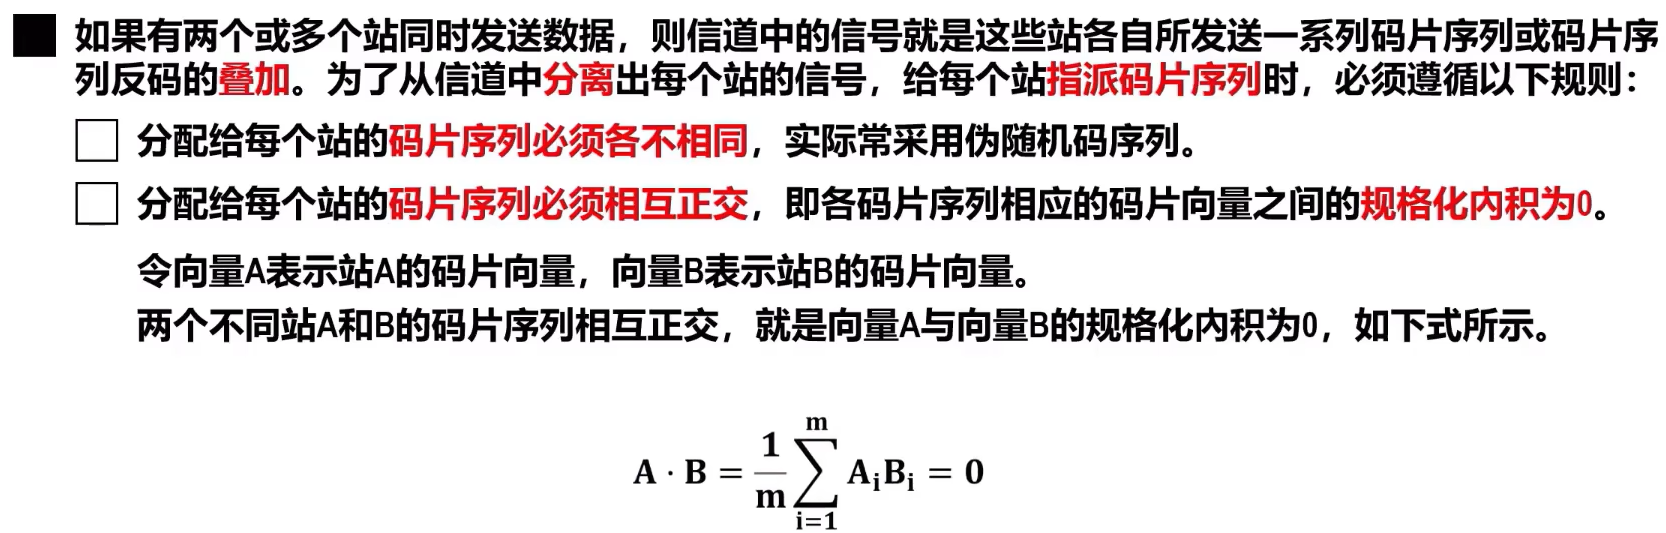 如果有两个或多个站同时发送数据，则信道中的信号就是这些站各自所发送一系列码片序列或码片序
列反码的叠加。为了从信道中分离出每个站的信号，给每个站指派码片序列时，必须遵循以下规则：
分配给每个站的码片序列必须各不相同，实际常采用伪随机码序列。
分配给每个站的码片序列必须相互正交，即各码片序列相应的码片向量之间的规格化内积为0。
令向量A表示站A的码片向量，向量B表示站B的码片向量。
两个不同站A和B的码片序列相互正交，就是向量A与向量B的规格化内积为0，如下式所示。
A · B = 1/m ∑_{i=1}^{m} A_i B_i = 0